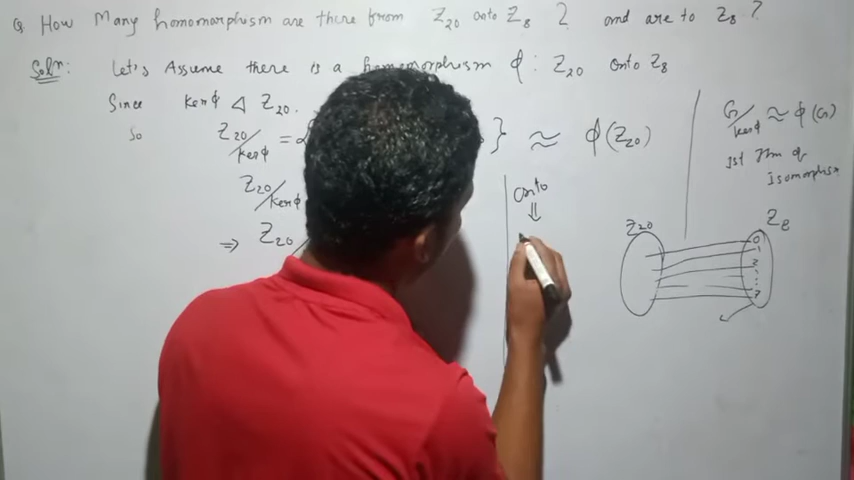 Q How Many homomorphism are there from Z20 onto Z8 ? and are to Z8 ?
Soln: Let's Assume there is a homomorphism ϕ : Z20 onto Z8
Since kerϕ ⊲ Z20.
So Z20/kerϕ = { } ≈ ϕ(Z20)
Z20/kerϕ
⇒ Z20/
onto
⇓
G/kerϕ ≈ ϕ(G)
1st Thm of
Isomorphism
Z20 Z8
0
1
2
7